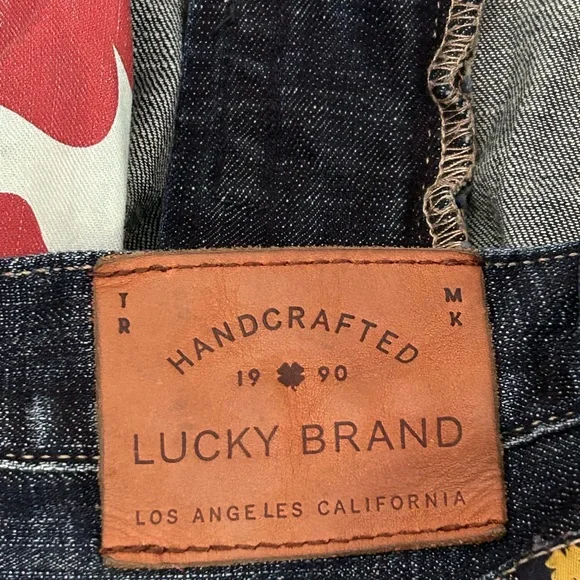 TR MK
HANDCRAFTED
19 90
LUCKY BRAND
LOS ANGELES CALIFORNIA